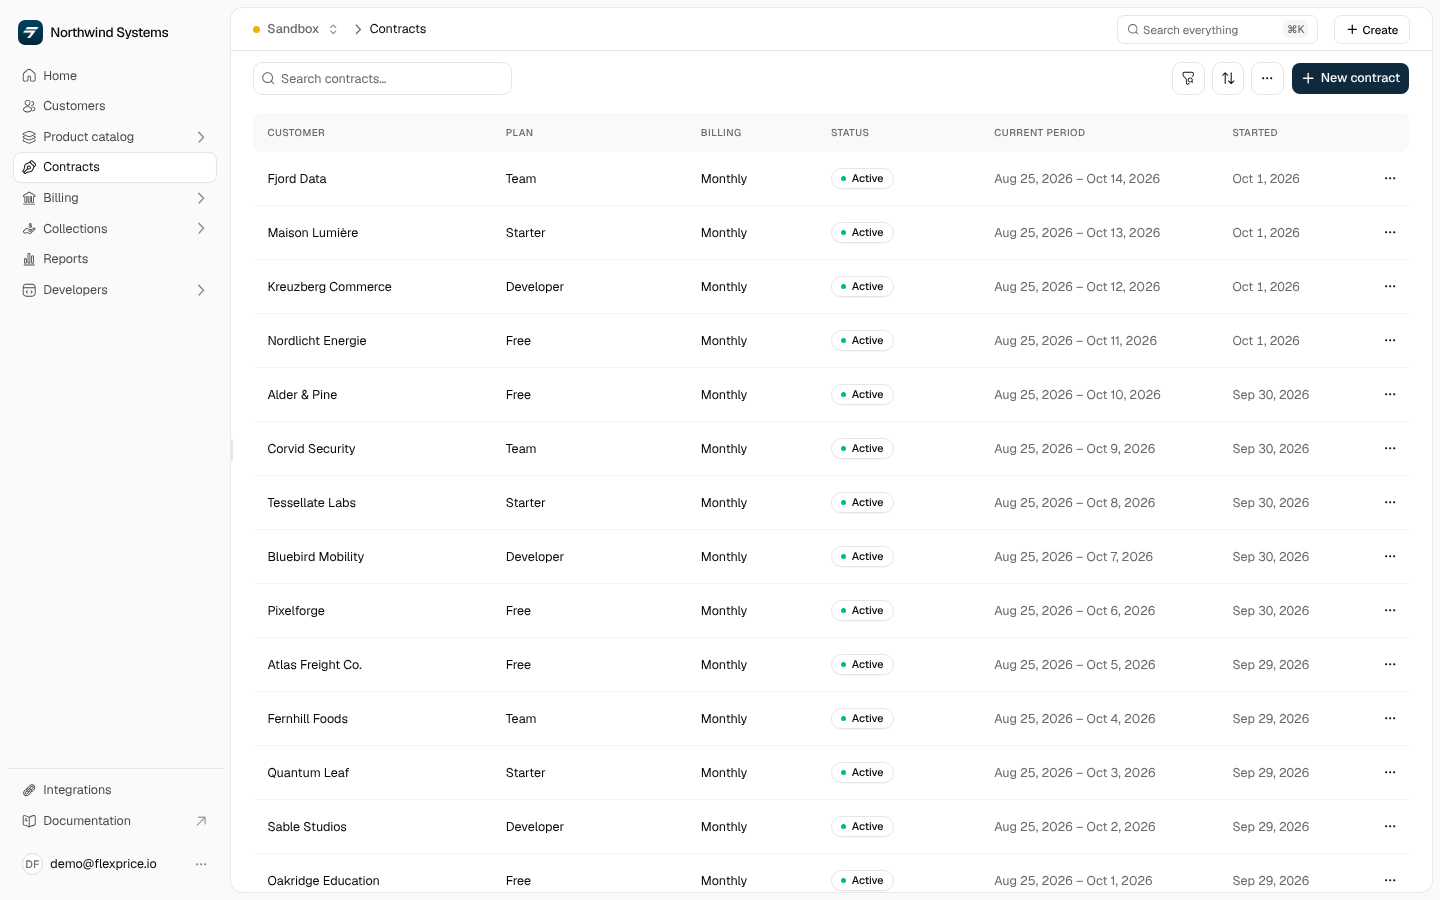 Northwind Systems
Home
Customers
Product catalog
Contracts
Billing
Collections
Reports
Developers
Integrations
Documentation
DF demo@flexprice.io
Sandbox Contracts
Search everything ⌘K
Create
Search contracts...
New contract
CUSTOMER PLAN BILLING STATUS CURRENT PERIOD STARTED
Fjord Data Team Monthly Active Aug 25, 2026 – Oct 14, 2026 Oct 1, 2026
Maison Lumière Starter Monthly Active Aug 25, 2026 – Oct 13, 2026 Oct 1, 2026
Kreuzberg Commerce Developer Monthly Active Aug 25, 2026 – Oct 12, 2026 Oct 1, 2026
Nordlicht Energie Free Monthly Active Aug 25, 2026 – Oct 11, 2026 Oct 1, 2026
Alder & Pine Free Monthly Active Aug 25, 2026 – Oct 10, 2026 Sep 30, 2026
Corvid Security Team Monthly Active Aug 25, 2026 – Oct 9, 2026 Sep 30, 2026
Tessellate Labs Starter Monthly Active Aug 25, 2026 – Oct 8, 2026 Sep 30, 2026
Bluebird Mobility Developer Monthly Active Aug 25, 2026 – Oct 7, 2026 Sep 30, 2026
Pixelforge Free Monthly Active Aug 25, 2026 – Oct 6, 2026 Sep 30, 2026
Atlas Freight Co. Free Monthly Active Aug 25, 2026 – Oct 5, 2026 Sep 29, 2026
Fernhill Foods Team Monthly Active Aug 25, 2026 – Oct 4, 2026 Sep 29, 2026
Quantum Leaf Starter Monthly Active Aug 25, 2026 – Oct 3, 2026 Sep 29, 2026
Sable Studios Developer Monthly Active Aug 25, 2026 – Oct 2, 2026 Sep 29, 2026
Oakridge Education Free Monthly Active Aug 25, 2026 – Oct 1, 2026 Sep 29, 2026